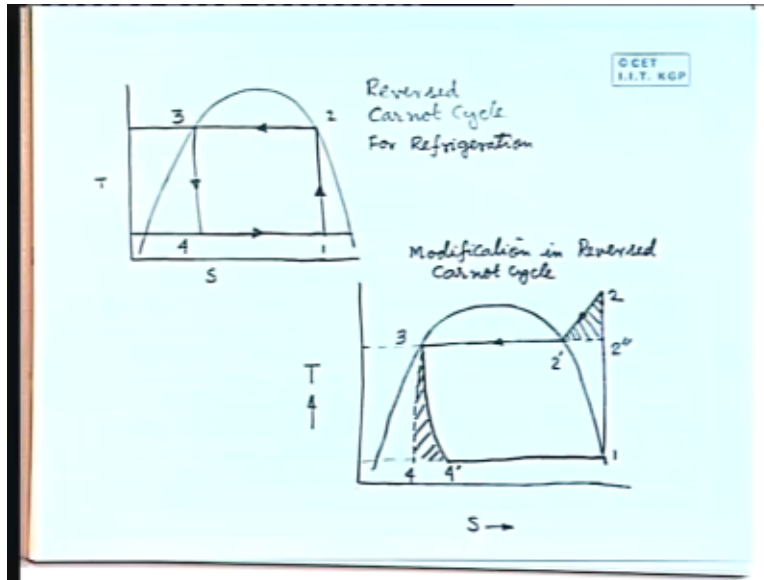 © CET
I.I.T. KGP
Reversed
Carnot Cycle
For Refrigeration
3
2
T
4
1
S
Modification in Reversed
Carnot Cycle
3
2
2'
2"
T
4
4'
1
S